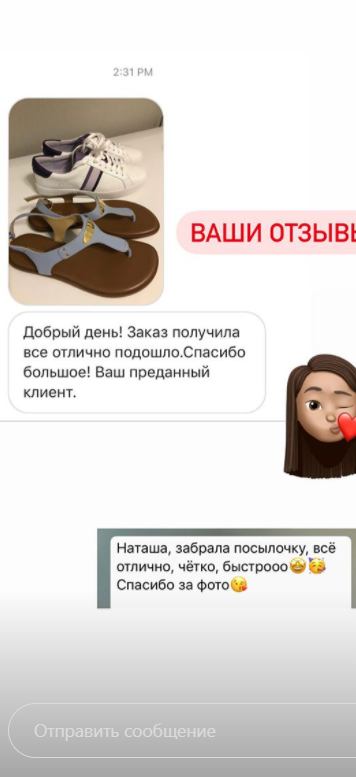 2:31 PM
ВАШИ ОТЗЫВ
Добрый день! Заказ получила
все отлично подошло.Спасибо
большое! Ваш преданный
клиент.
Наташа, забрала посылочку, всё
отлично, чётко, быстрооо🤩🥳
Спасибо за фото😘
Отправить сообщение